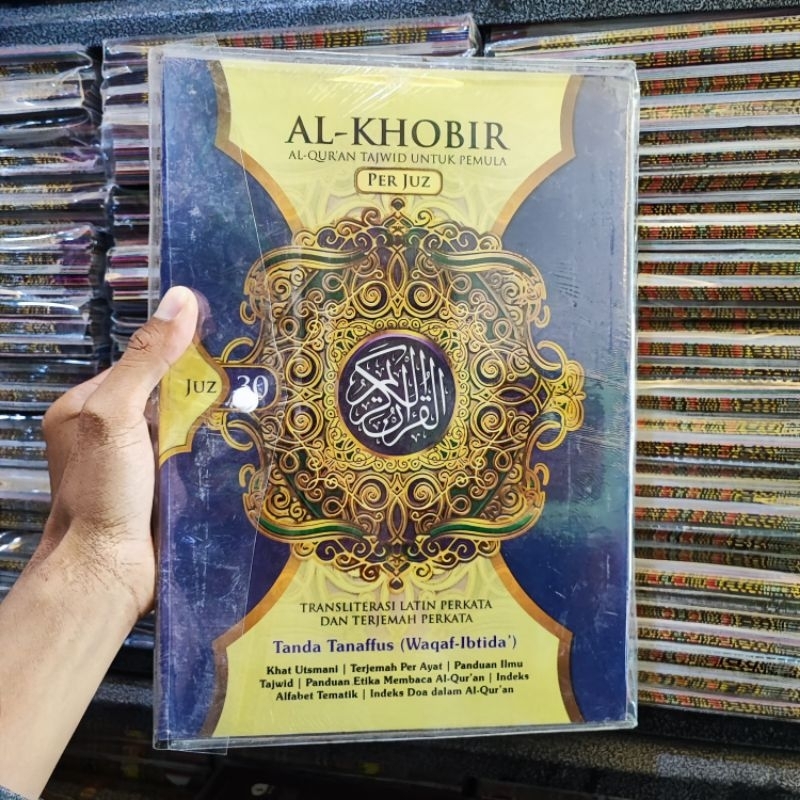 AL-KHOBIR
AL-QUR'AN TAJWID UNTUK PEMULA
PER JUZ
JUZ 30
القرآن الكريم
TRANSLITERASI LATIN PERKATA
DAN TERJEMAH PERKATA
Tanda Tanaffus (Waqaf-Ibtida')
Khat Utsmani | Terjemah Per Ayat | Panduan Ilmu
Tajwid | Panduan Etika Membaca Al-Qur'an | Indeks
Alfabet Tematik | Indeks Doa dalam Al-Qur'an